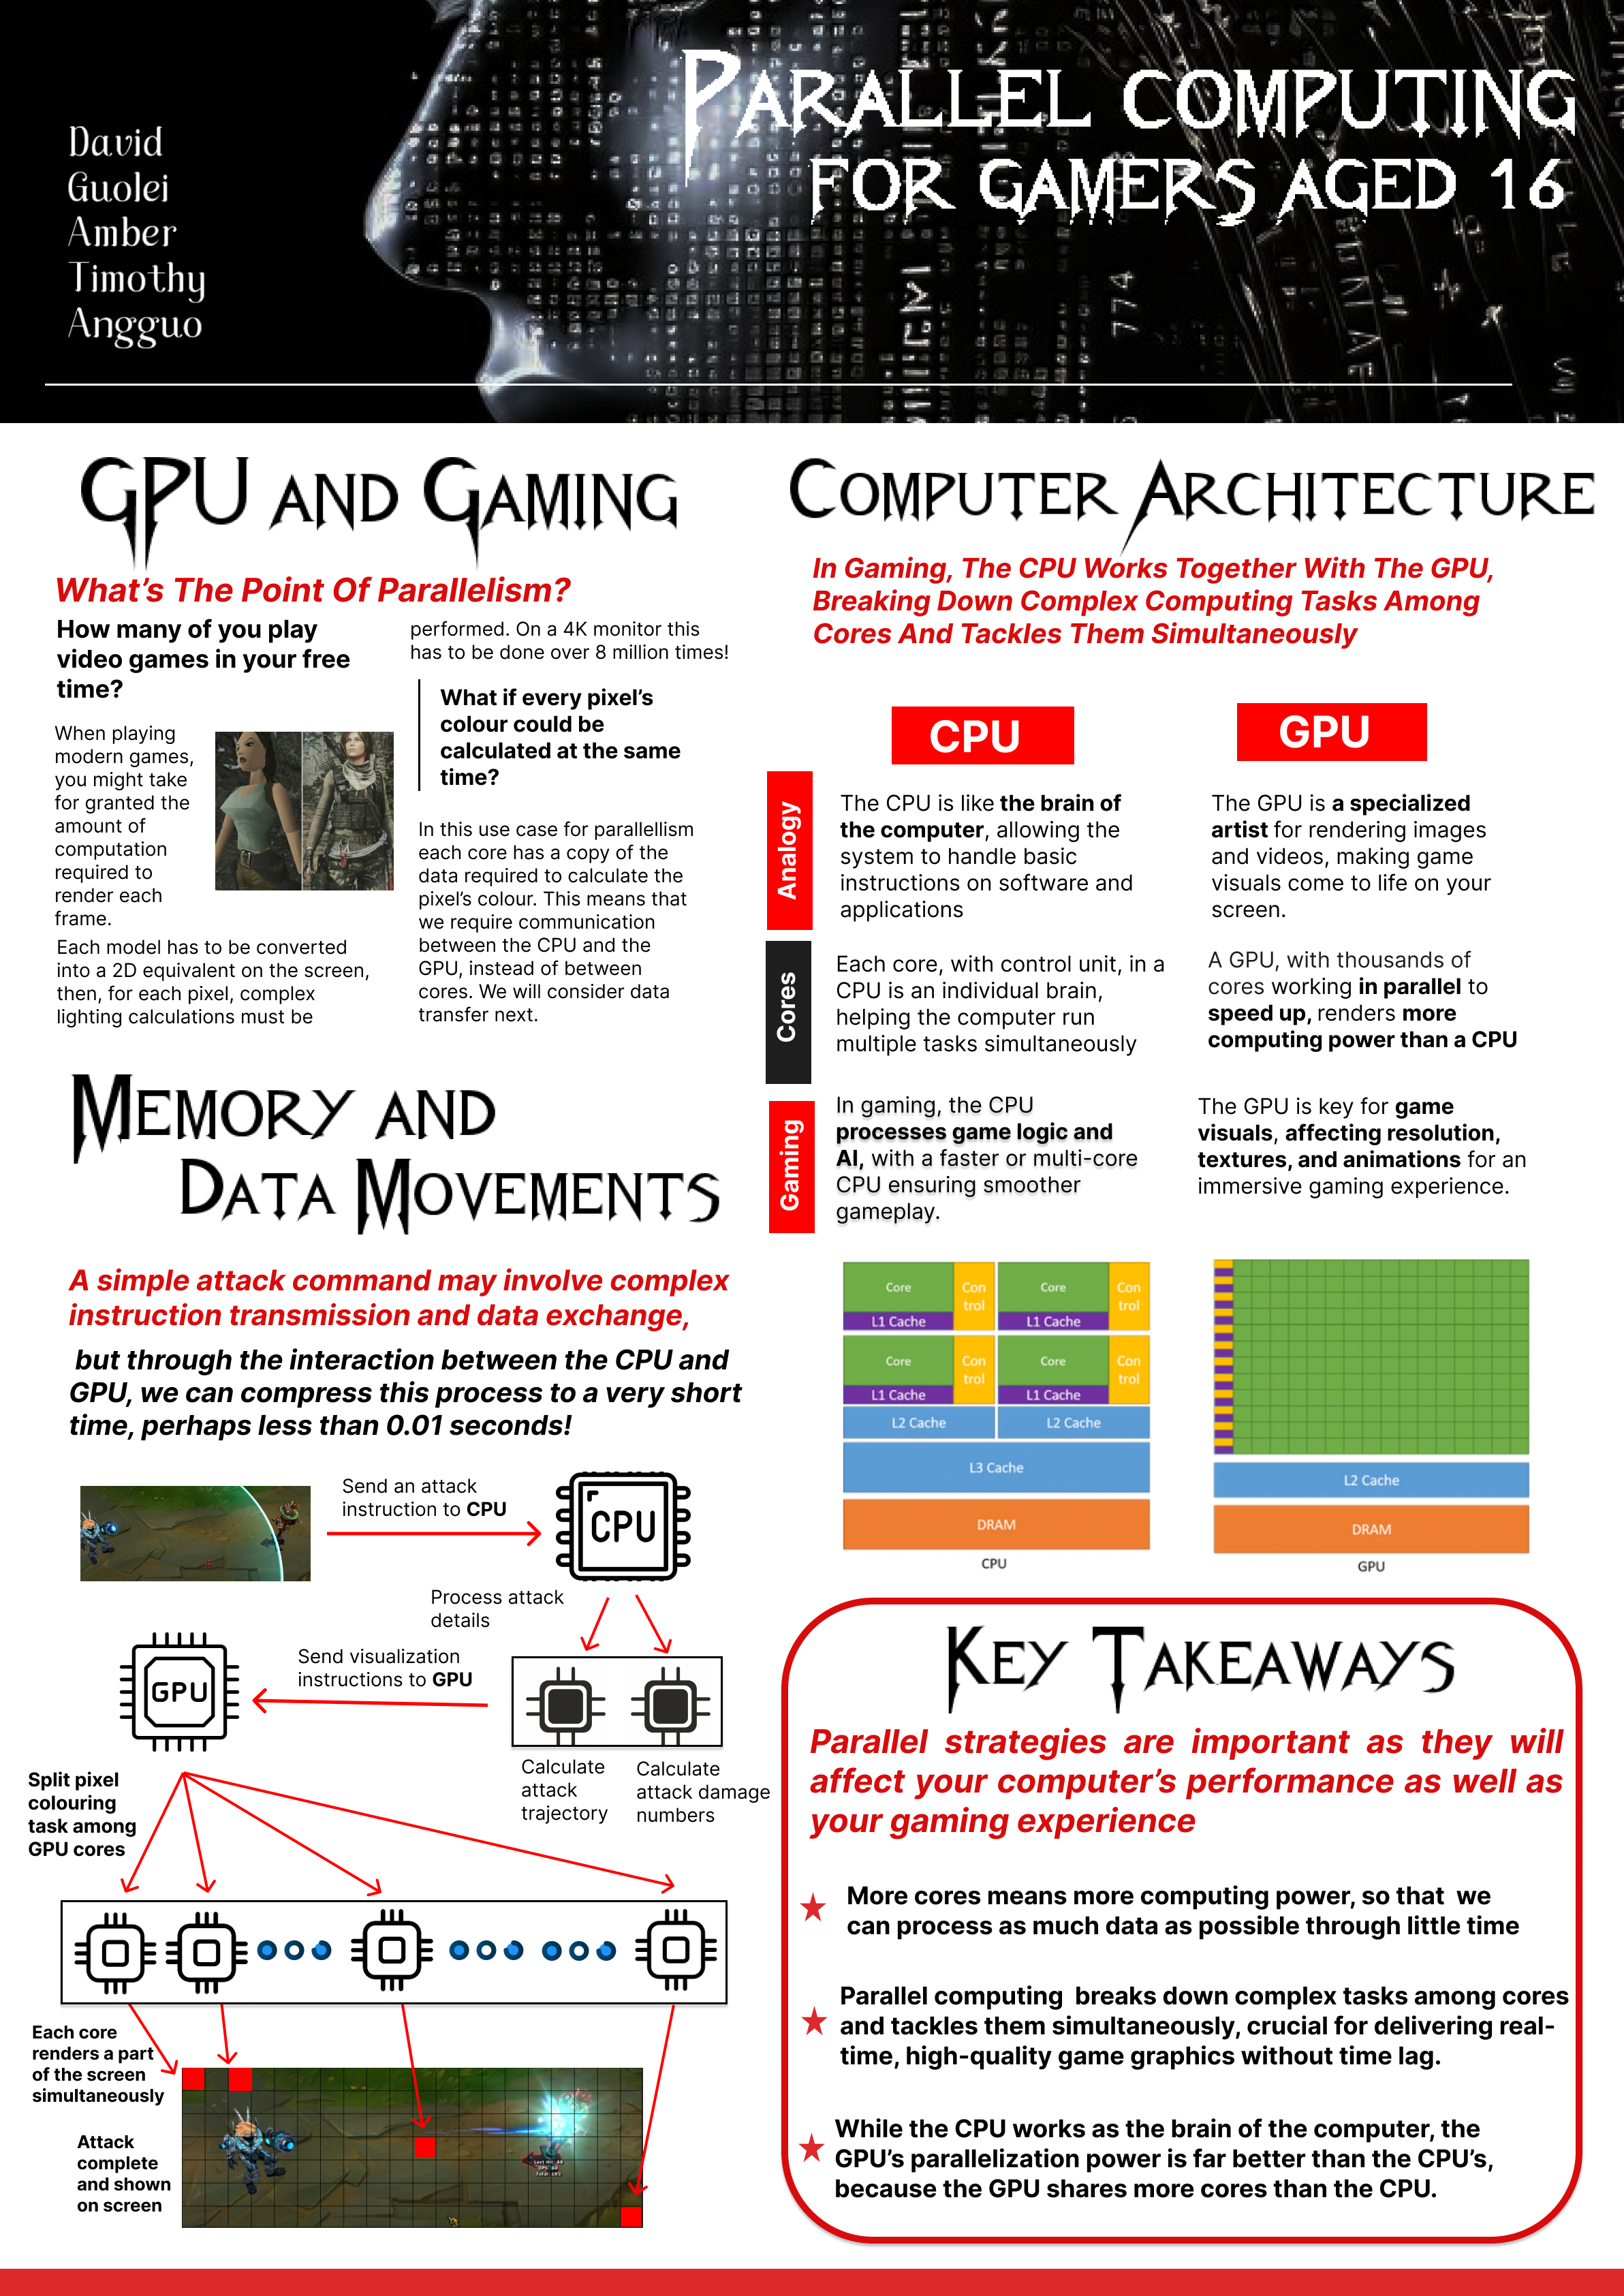 PARALLEL COMPUTING
FOR GAMERS AGED 16
David
Guolei
Amber
Timothy
Angguo
GPU AND GAMING
What's The Point Of Parallelism?
How many of you play
video games in your free
time?
When playing
modern games,
you might take
for granted the
amount of
computation
required to
render each
frame.
Each model has to be converted
into a 2D equivalent on the screen,
then, for each pixel, complex
lighting calculations must be
performed. On a 4K monitor this
has to be done over 8 million times!
What if every pixel's
colour could be
calculated at the same
time?
In this use case for parallellism
each core has a copy of the
data required to calculate the
pixel's colour. This means that
we require communication
between the CPU and the
GPU, instead of between
cores. We will consider data
transfer next.
MEMORY AND
DATA MOVEMENTS
A simple attack command may involve complex
instruction transmission and data exchange,
but through the interaction between the CPU and
GPU, we can compress this process to a very short
time, perhaps less than 0.01 seconds!
Send an attack
instruction to CPU
CPU
Process attack
details
Send visualization
instructions to GPU
GPU
Calculate
attack
trajectory
Calculate
attack damage
numbers
Split pixel
colouring
task among
GPU cores
Each core
renders a part
of the screen
simultaneously
Attack
complete
and shown
on screen
COMPUTER ARCHITECTURE
In Gaming, The CPU Works Together With The GPU,
Breaking Down Complex Computing Tasks Among
Cores And Tackles Them Simultaneously
CPU
GPU
Analogy
The CPU is like the brain of
the computer, allowing the
system to handle basic
instructions on software and
applications
The GPU is a specialized
artist for rendering images
and videos, making game
visuals come to life on your
screen.
Cores
Each core, with control unit, in a
CPU is an individual brain,
helping the computer run
multiple tasks simultaneously
A GPU, with thousands of
cores working in parallel to
speed up, renders more
computing power than a CPU
Gaming
In gaming, the CPU
processes game logic and
AI, with a faster or multi-core
CPU ensuring smoother
gameplay.
The GPU is key for game
visuals, affecting resolution,
textures, and animations for an
immersive gaming experience.
Core
Con
trol
L1 Cache
Core
Con
trol
L1 Cache
Core
Con
trol
L1 Cache
Core
Con
trol
L1 Cache
L2 Cache
L2 Cache
L3 Cache
DRAM
CPU
L2 Cache
DRAM
GPU
KEY TAKEAWAYS
Parallel strategies are important as they will
affect your computer's performance as well as
your gaming experience
More cores means more computing power, so that we
can process as much data as possible through little time
Parallel computing breaks down complex tasks among cores
and tackles them simultaneously, crucial for delivering real-
time, high-quality game graphics without time lag.
While the CPU works as the brain of the computer, the
GPU's parallelization power is far better than the CPU's,
because the GPU shares more cores than the CPU.